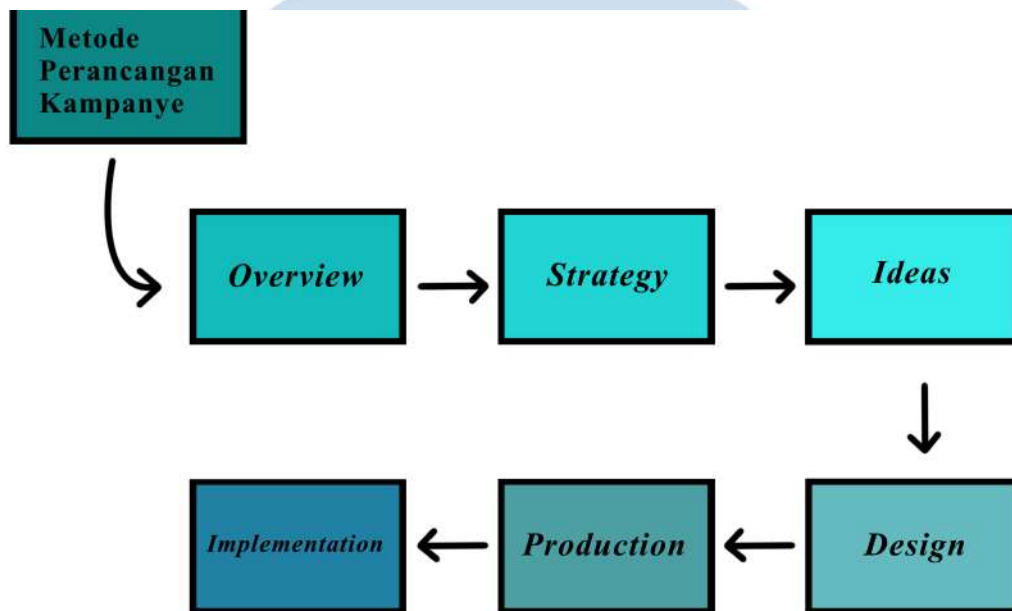 Metode
Perancangan
Kampanye
Overview
Strategy
Ideas
Design
Production
Implementation